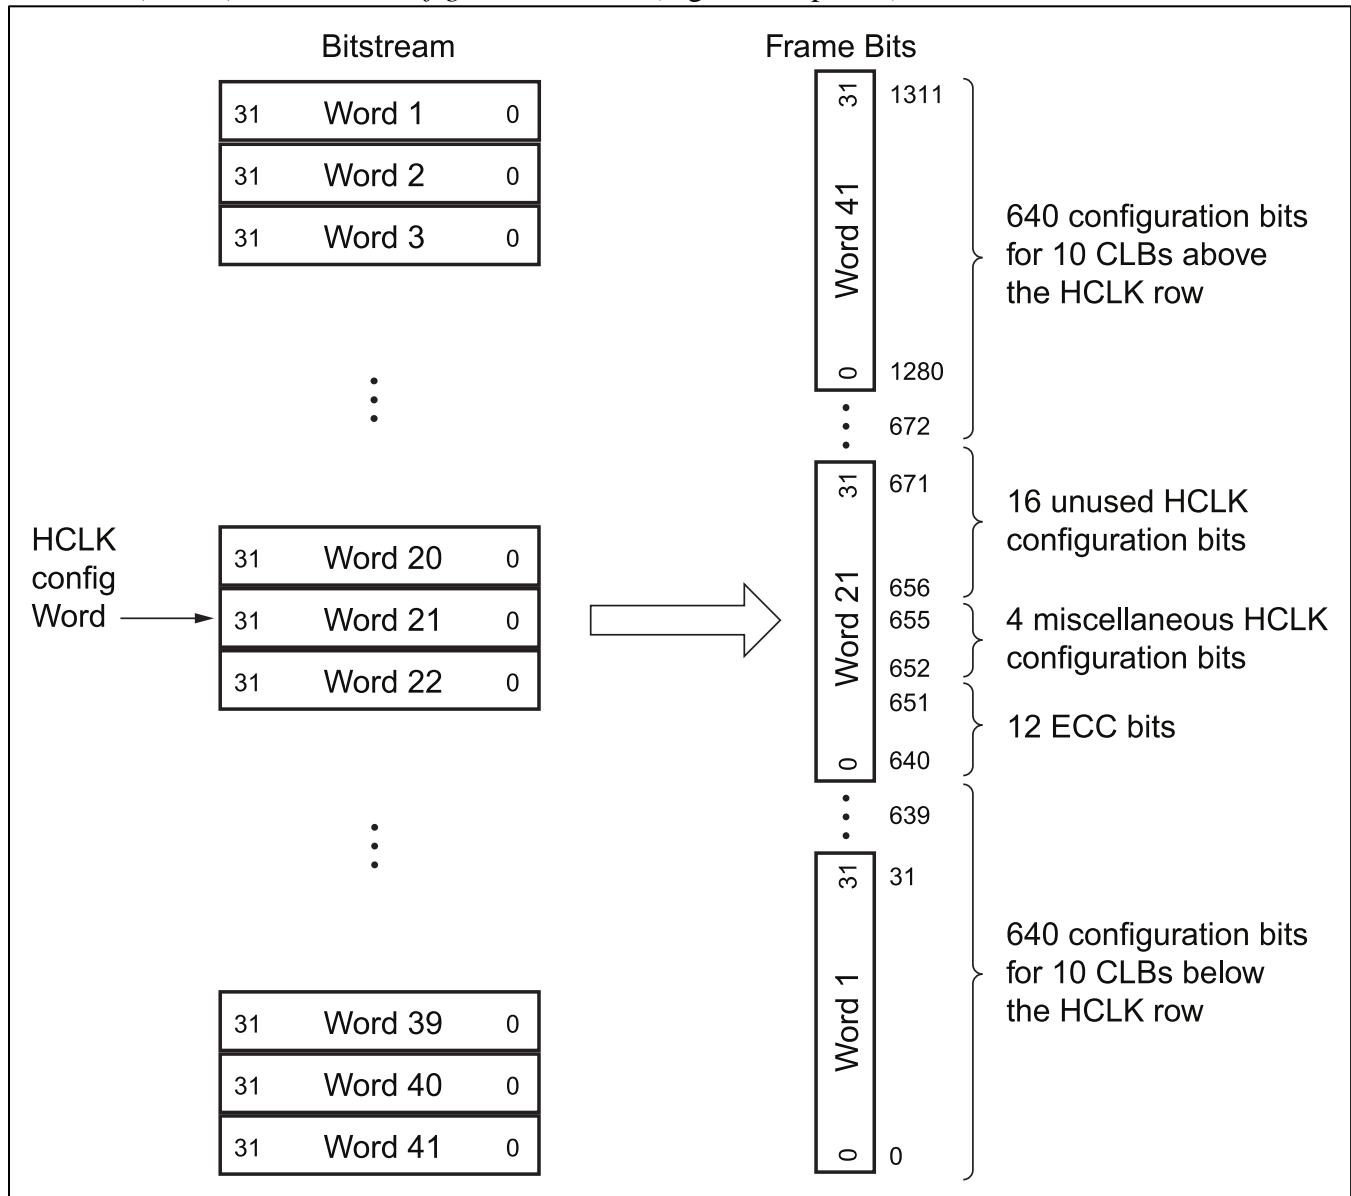 Bitstream
31 Word 1 0
31 Word 2 0
31 Word 3 0
HCLK
config
Word
31 Word 20 0
31 Word 21 0
31 Word 22 0
31 Word 39 0
31 Word 40 0
31 Word 41 0
Frame Bits
31 1311
Word 41
0 1280
672
640 configuration bits
for 10 CLBs above
the HCLK row
31 671
Word 21
656
655
652
651
0 640
16 unused HCLK
configuration bits
4 miscellaneous HCLK
configuration bits
12 ECC bits
639
31 31
Word 1
0 0
640 configuration bits
for 10 CLBs below
the HCLK row